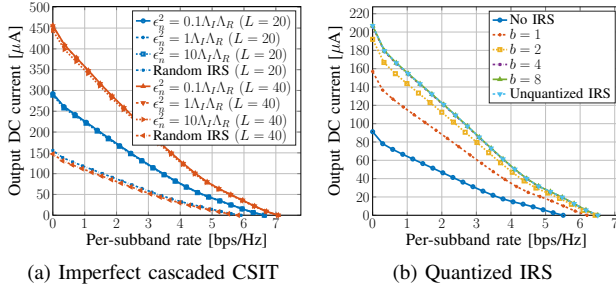 500
450
400
350
300
250
200
150
100
50
0
Output DC current [μA]
0 1 2 3 4 5 6 7
Per-subband rate [bps/Hz]
ϵ_n^2 = 0.1Λ_IΛ_R (L = 20)
ϵ_n^2 = 1Λ_IΛ_R (L = 20)
ϵ_n^2 = 10Λ_IΛ_R (L = 20)
Random IRS (L = 20)
ϵ_n^2 = 0.1Λ_IΛ_R (L = 40)
ϵ_n^2 = 1Λ_IΛ_R (L = 40)
ϵ_n^2 = 10Λ_IΛ_R (L = 40)
Random IRS (L = 40)
(a) Imperfect cascaded CSIT
220
200
180
160
140
120
100
80
60
40
20
0
Output DC current [μA]
0 1 2 3 4 5 6 7
Per-subband rate [bps/Hz]
No IRS
b = 1
b = 2
b = 4
b = 8
Unquantized IRS
(b) Quantized IRS